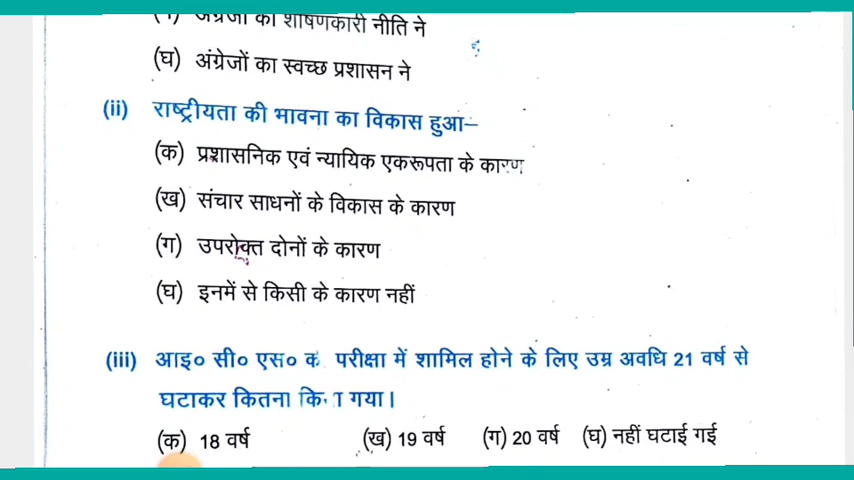 अंग्रेजों की शोषणकारी नीति ने
(घ) अंग्रेजों का स्वच्छ प्रशासन ने
(ii) राष्ट्रीयता की भावना का विकास हुआ–
(क) प्रशासनिक एवं न्यायिक एकरूपता के कारण
(ख) संचार साधनों के विकास के कारण
(ग) उपरोक्त दोनों के कारण
(घ) इनमें से किसी के कारण नहीं
(iii) आइ० सी० एस० क परीक्षा में शामिल होने के लिए उम्र अवधि 21 वर्ष से
घटाकर कितना किया गया।
(क) 18 वर्ष (ख) 19 वर्ष (ग) 20 वर्ष (घ) नहीं घटाई गई